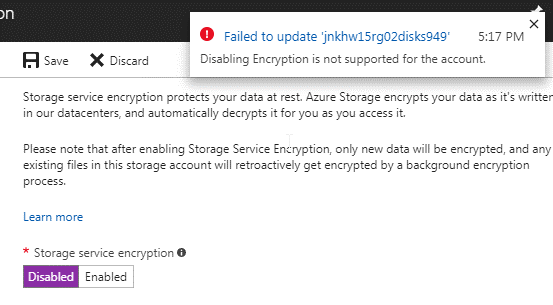 on
Failed to update 'jnkhw15rg02disks949' 5:17 PM
Disabling Encryption is not supported for the account.
Save Discard
Storage service encryption protects your data at rest. Azure Storage encrypts your data as it's written
in our datacenters, and automatically decrypts it for you as you access it.
Please note that after enabling Storage Service Encryption, only new data will be encrypted, and any
existing files in this storage account will retroactively get encrypted by a background encryption
process.
Learn more
* Storage service encryption
Disabled Enabled